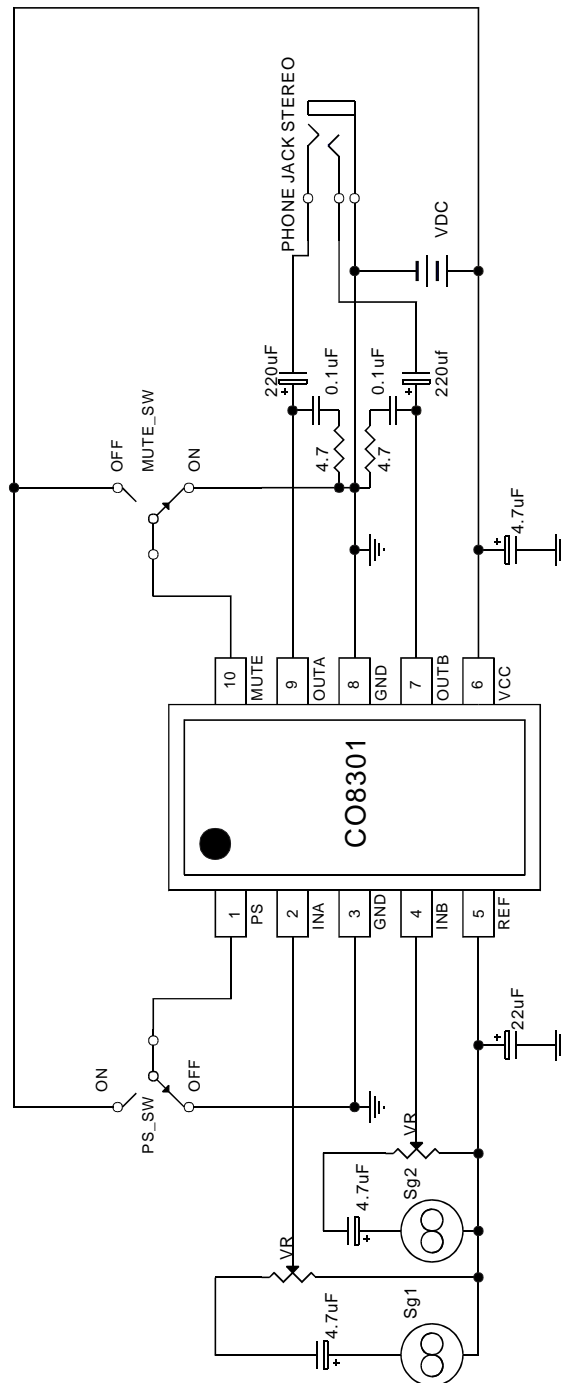 PHONE JACK STEREO
VDC
220uF
+
0.1uF
4.7
0.1uF
4.7
220uf
+
OFF
MUTE_SW
ON
4.7uF
+
10
MUTE
9
OUTA
8
GND
7
OUTB
6
VCC
CO8301
1
PS
2
INA
3
GND
4
INB
5
REF
22uF
+
ON
PS_SW
OFF
VR
4.7uF
+
Sg2
VR
4.7uF
+
Sg1